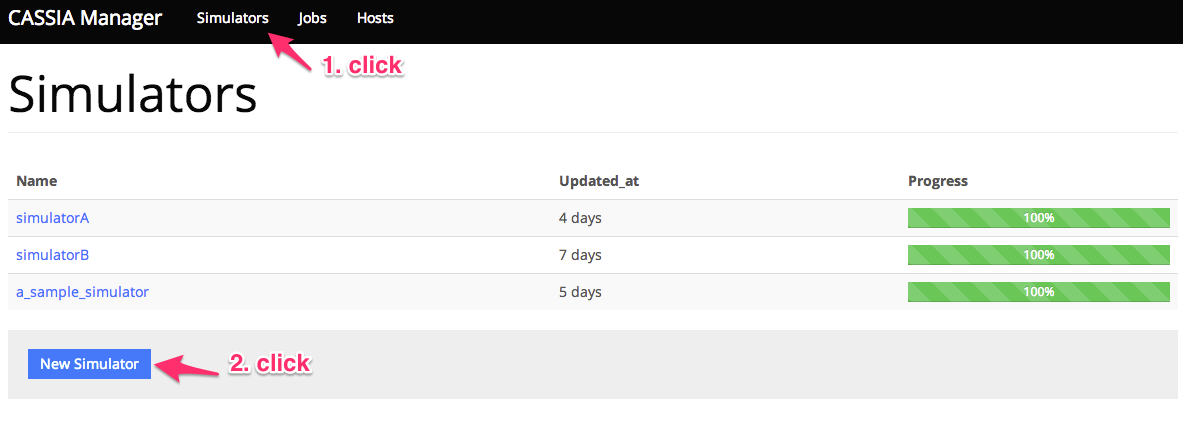 CASSIA Manager Simulators Jobs Hosts
1. click
Simulators
Name Updated_at Progress
simulatorA 4 days 100%
simulatorB 7 days 100%
a_sample_simulator 5 days 100%
New Simulator 2. click